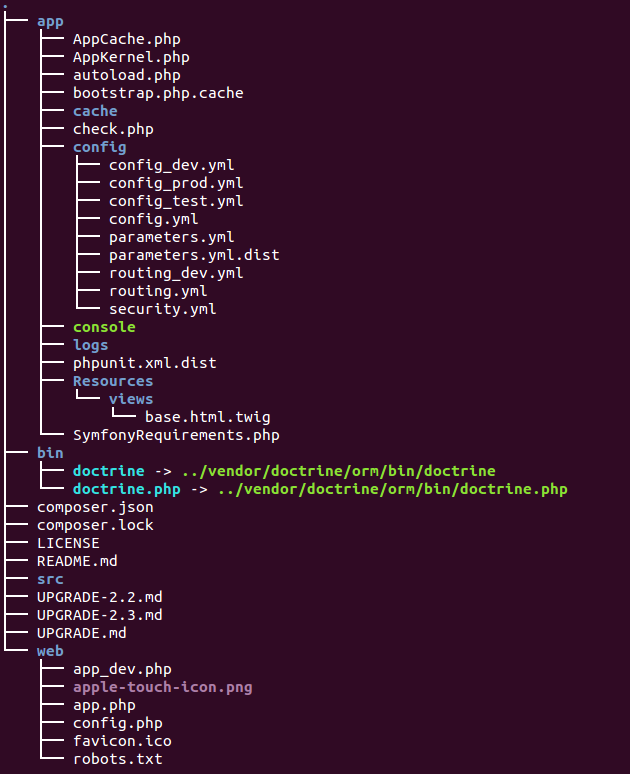 .
├── app
│   ├── AppCache.php
│   ├── AppKernel.php
│   ├── autoload.php
│   ├── bootstrap.php.cache
│   ├── cache
│   ├── check.php
│   ├── config
│   │   ├── config_dev.yml
│   │   ├── config_prod.yml
│   │   ├── config_test.yml
│   │   ├── config.yml
│   │   ├── parameters.yml
│   │   ├── parameters.yml.dist
│   │   ├── routing_dev.yml
│   │   ├── routing.yml
│   │   └── security.yml
│   ├── console
│   ├── logs
│   ├── phpunit.xml.dist
│   ├── Resources
│   │   └── views
│   │       └── base.html.twig
│   └── SymfonyRequirements.php
├── bin
│   ├── doctrine -> ../vendor/doctrine/orm/bin/doctrine
│   └── doctrine.php -> ../vendor/doctrine/orm/bin/doctrine.php
├── composer.json
├── composer.lock
├── LICENSE
├── README.md
├── src
├── UPGRADE-2.2.md
├── UPGRADE-2.3.md
├── UPGRADE.md
└── web
    ├── app_dev.php
    ├── apple-touch-icon.png
    ├── app.php
    ├── config.php
    ├── favicon.ico
    └── robots.txt